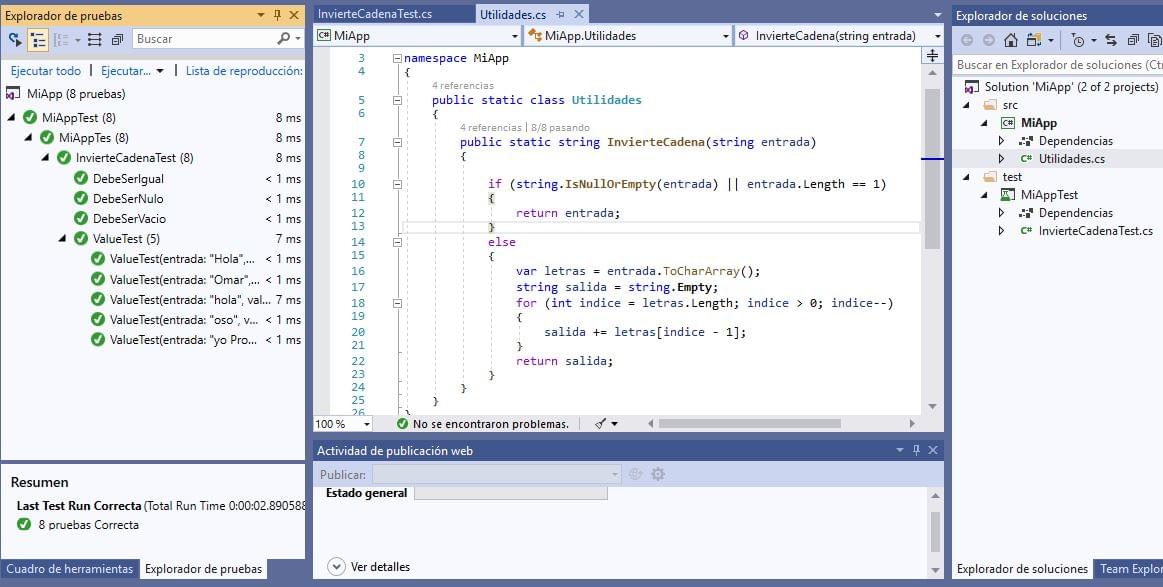 Explorador de pruebas
Buscar
Ejecutar todo | Ejecutar... | Lista de reproducción:
MiApp (8 pruebas)
MiAppTest (8) 8 ms
MiAppTes (8) 8 ms
InvierteCadenaTest (8) 8 ms
DebeSerIgual < 1 ms
DebeSerNulo < 1 ms
DebeSerVacio < 1 ms
ValueTest (5) 7 ms
ValueTest(entrada: "Hola",... < 1 ms
ValueTest(entrada: "Omar",... < 1 ms
ValueTest(entrada: "hola", val... 7 ms
ValueTest(entrada: "oso", v... < 1 ms
ValueTest(entrada: "yo Pro... < 1 ms
Resumen
Last Test Run Correcta (Total Run Time 0:00:02.890588
8 pruebas Correcta
Cuadro de herramientas Explorador de pruebas
InvierteCadenaTest.cs Utilidades.cs
C# MiApp MiApp.Utilidades InvierteCadena(string entrada)
3 namespace MiApp
4 {
4 referencias
5 public static class Utilidades
6 {
4 referencias | 8/8 pasando
7 public static string InvierteCadena(string entrada)
8 {
9
10 if (string.IsNullOrEmpty(entrada) || entrada.Length == 1)
11 {
12 return entrada;
13 }
14 else
15 {
16 var letras = entrada.ToCharArray();
17 string salida = string.Empty;
18 for (int indice = letras.Length; indice > 0; indice--)
19 {
20 salida += letras[indice - 1];
21 }
22 return salida;
23 }
24 }
25 }
26 }
100 % No se encontraron problemas.
Actividad de publicación web
Publicar:
Estado general
Ver detalles
Explorador de soluciones
Buscar en Explorador de soluciones (Ctr
Solution 'MiApp' (2 of 2 projects)
src
C# MiApp
Dependencias
C# Utilidades.cs
test
MiAppTest
Dependencias
C# InvierteCadenaTest.cs
Explorador de soluciones Team Explor